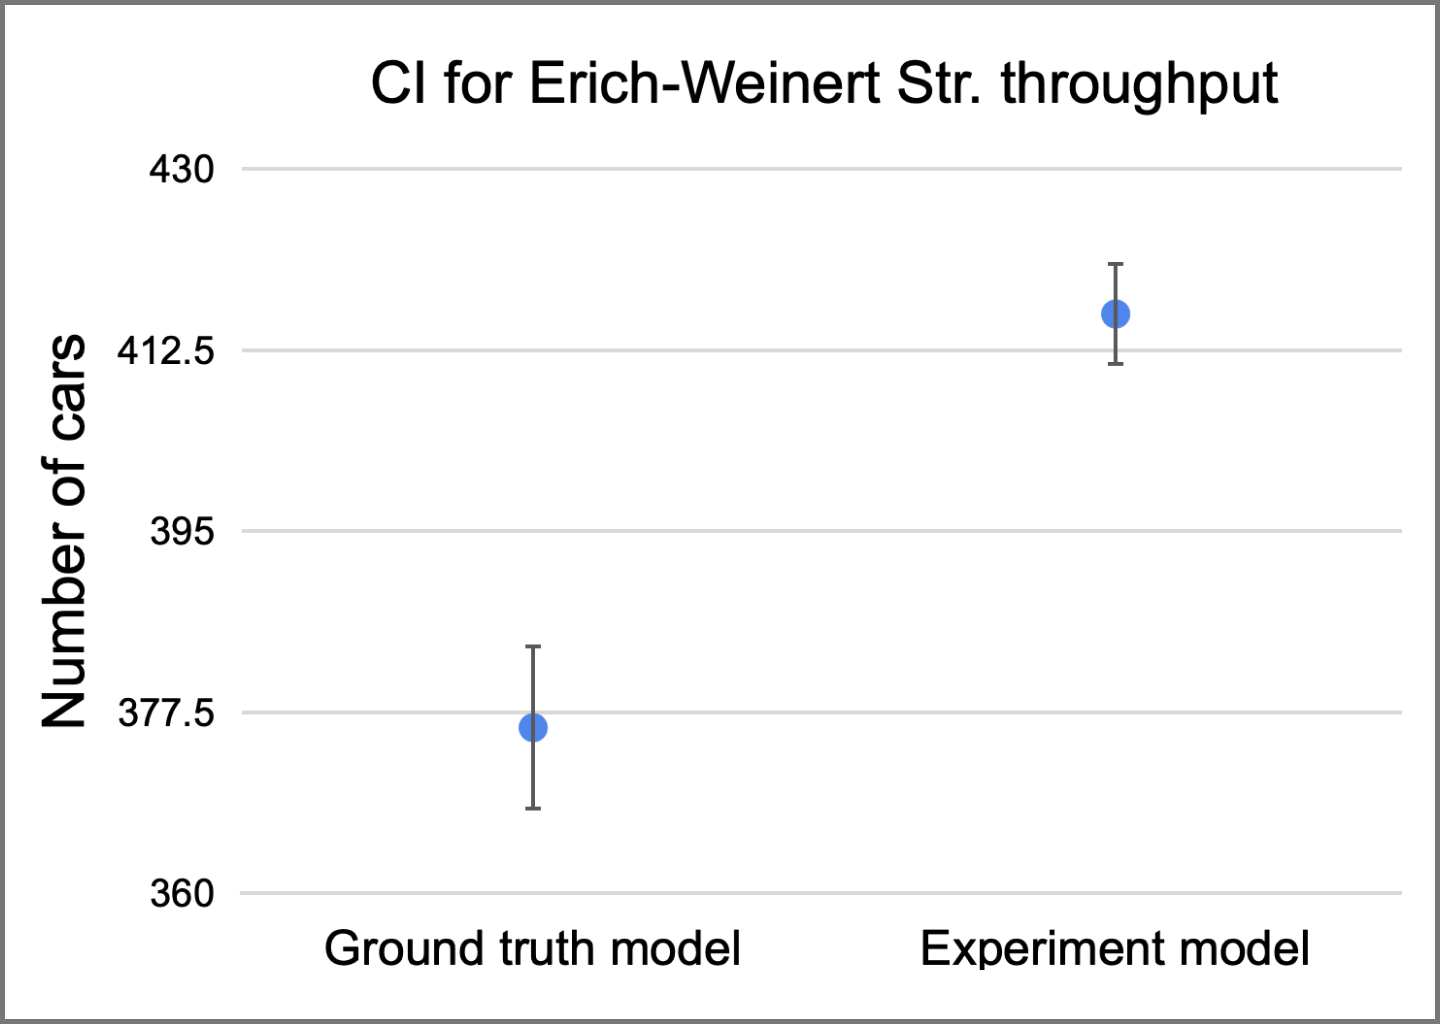 CI for Erich-Weinert Str. throughput
Number of cars
430
412.5
395
377.5
360
Ground truth model
Experiment model